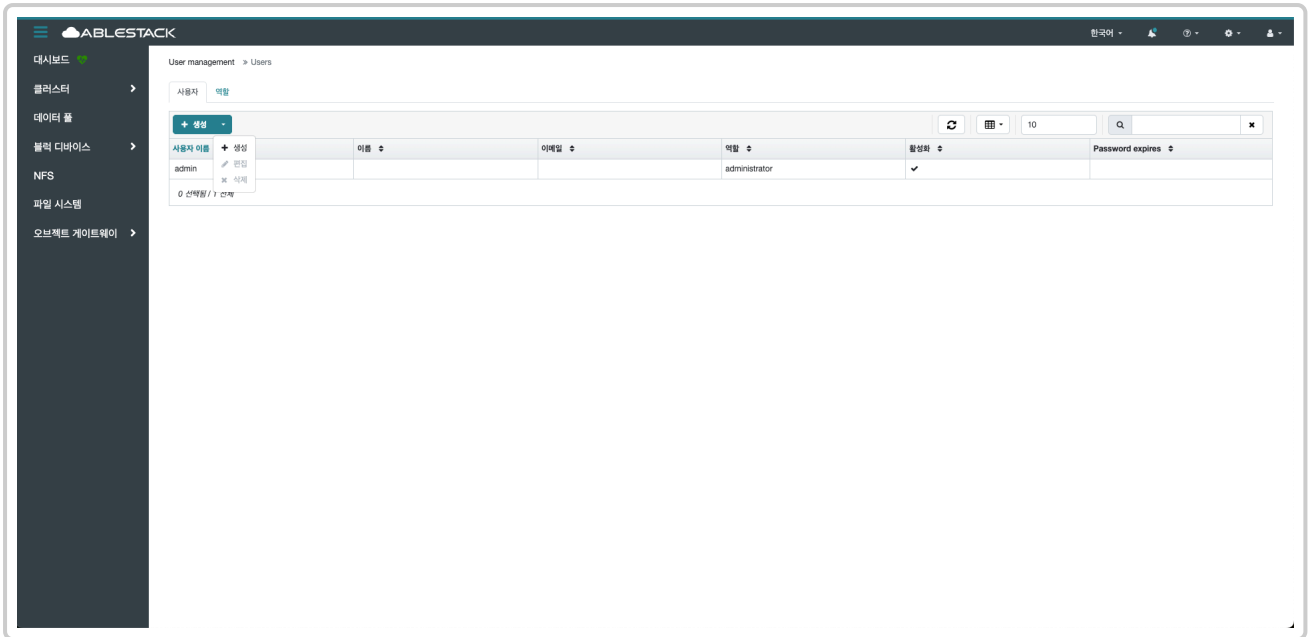 ABLESTACK
한국어
대시보드
클러스터
데이터 풀
블럭 디바이스
NFS
파일 시스템
오브젝트 게이트웨이
User management » Users
사용자 역할
+ 생성
10
사용자 이름 이름 이메일 역할 활성화 Password expires
admin administrator
+ 생성
편집
삭제
0 선택됨 / 1 전체